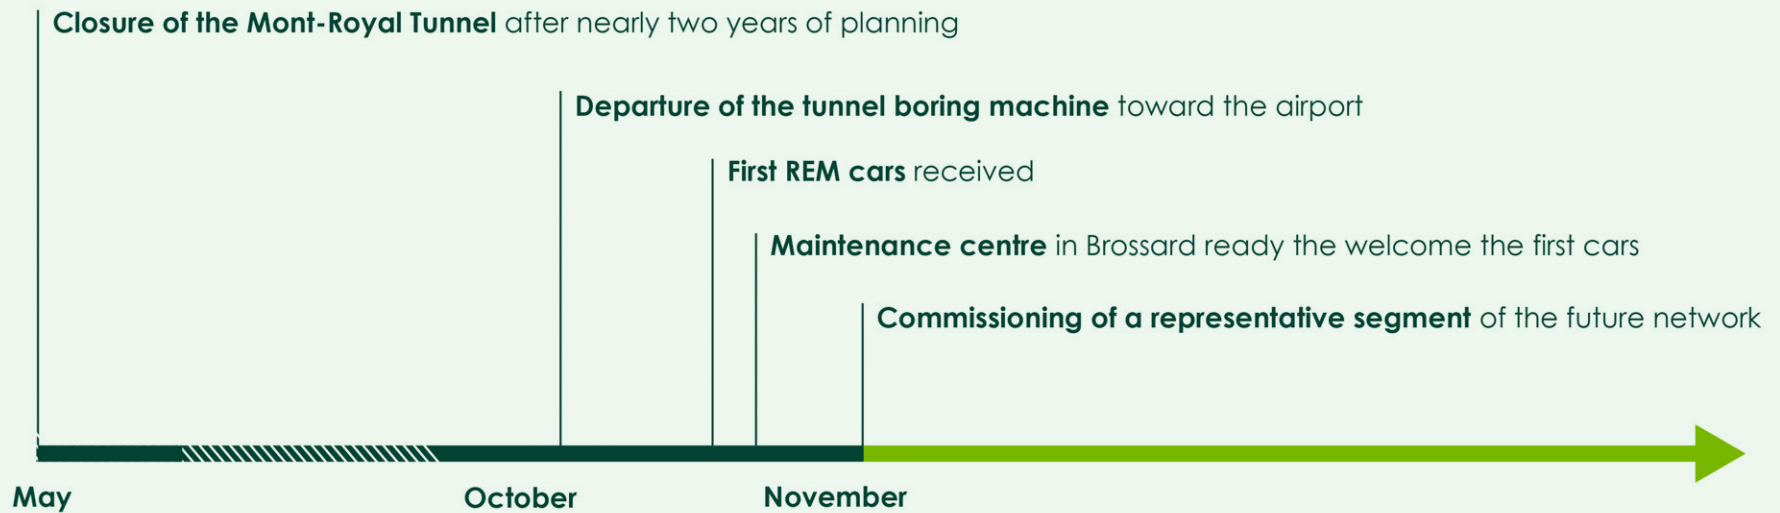 Closure of the Mont-Royal Tunnel after nearly two years of planning
Departure of the tunnel boring machine toward the airport
First REM cars received
Maintenance centre in Brossard ready the welcome the first cars
Commissioning of a representative segment of the future network
May
October
November